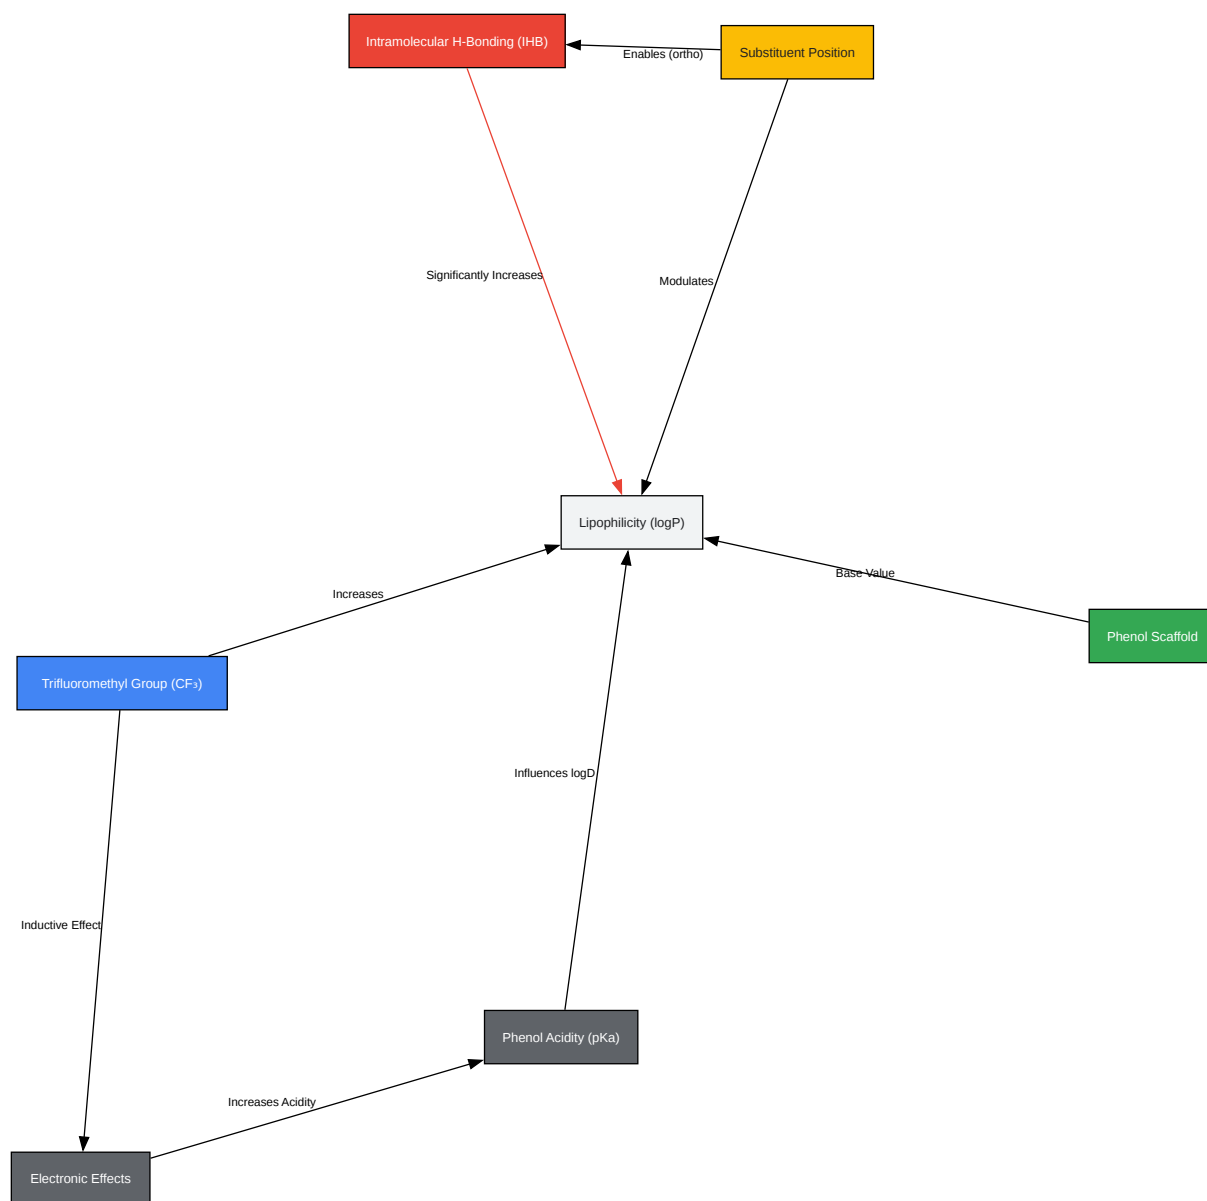 Intramolecular H-Bonding (IHB)
Substituent Position
Enables (ortho)
Significantly Increases
Modulates
Lipophilicity (logP)
Base Value
Increases
Phenol Scaffold
Trifluoromethyl Group (CF₃)
Influences logD
Inductive Effect
Phenol Acidity (pKa)
Increases Acidity
Electronic Effects